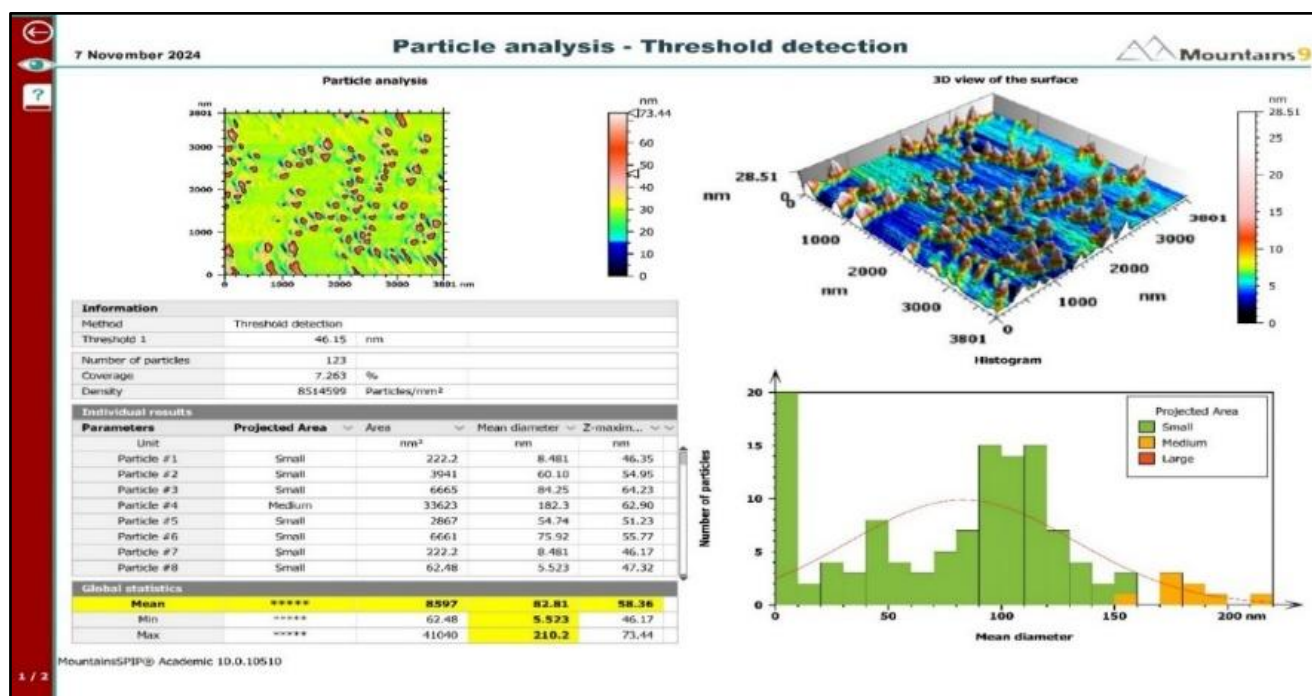 7 November 2024
Particle analysis - Threshold detection
Mountains 9
Particle analysis
nm
3801
3000
2000
1000
0
0 1000 2000 3000 3801 nm
nm
73.44
60
50
40
30
20
10
0
3D view of the surface
nm
28.51
25
20
15
10
5
0
28.51
nm
0
0
1000
2000
nm
3000
3801
0
1000
nm
2000
3000
3801
Information
Method Threshold detection
Threshold 1 46.15 nm
Number of particles 123
Coverage 7.263 %
Density 8514599 Particles/mm²
Individual results
Parameters Projected Area Area Mean diameter Z-maxim...
Unit nm² nm nm
Particle #1 Small 222.2 8.481 46.35
Particle #2 Small 3941 60.10 54.95
Particle #3 Small 6665 84.25 64.23
Particle #4 Medium 33623 182.3 62.90
Particle #5 Small 2867 54.74 51.23
Particle #6 Small 6661 75.92 55.77
Particle #7 Small 222.2 8.481 46.17
Particle #8 Small 62.48 5.523 47.32
Global statistics
Mean ***** 8597 82.81 58.36
Min ***** 62.48 5.523 46.17
Max ***** 41040 210.2 73.44
Histogram
Number of particles
20
15
10
5
0
0 50 100 150 200 nm
Mean diameter
Projected Area
Small
Medium
Large
MountainsSPIP® Academic 10.0.10510
1 / 2
?